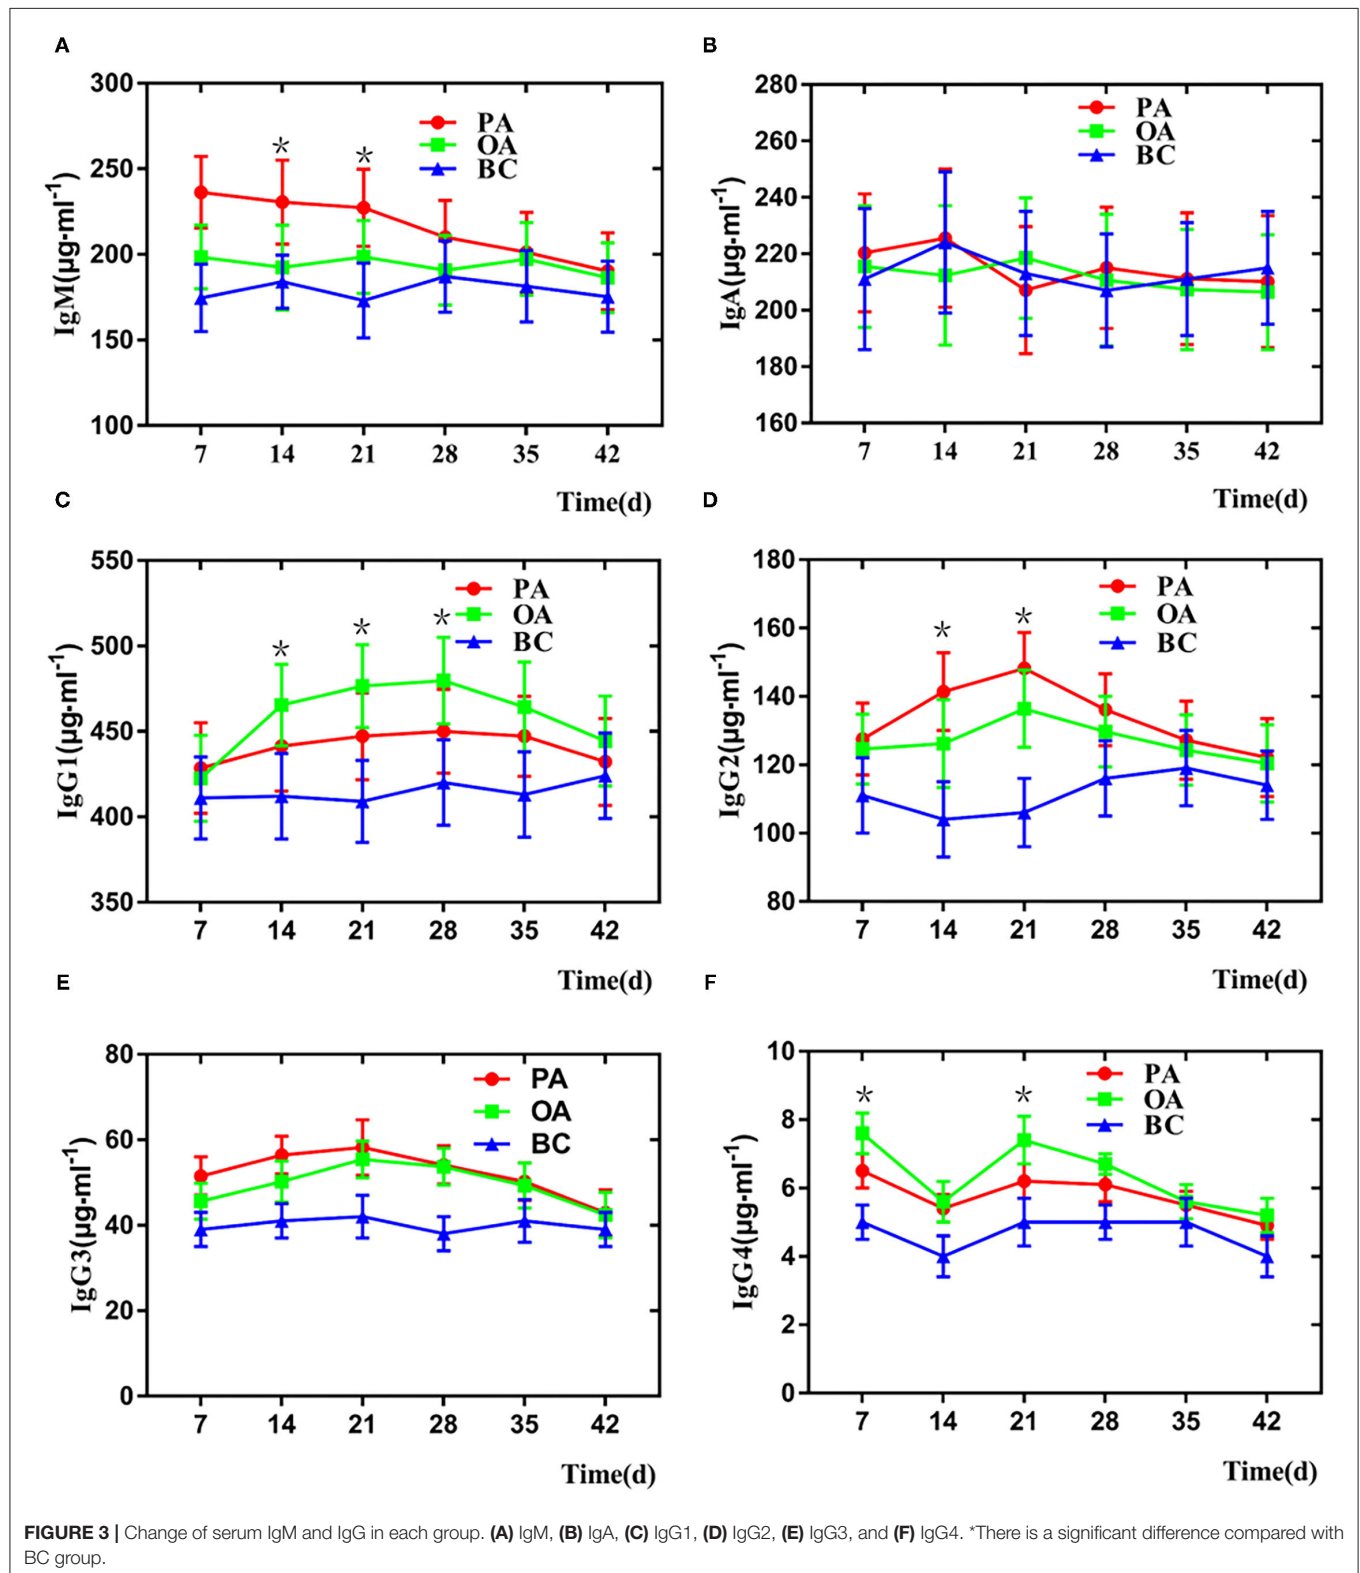 A
300
250
200
150
100
IgM(μg·ml-1)
PA
OA
BC
*
*
7 14 21 28 35 42
Time(d)
B
280
260
240
220
200
180
160
IgA(μg·ml-1)
PA
OA
BC
7 14 21 28 35 42
Time(d)
C
550
500
450
400
350
IgG1(μg·ml-1)
PA
OA
BC
* * *
7 14 21 28 35 42
Time(d)
D
180
160
140
120
100
80
IgG2(μg·ml-1)
PA
OA
BC
* *
7 14 21 28 35 42
Time(d)
E
80
60
40
20
0
IgG3(μg·ml-1)
PA
OA
BC
7 14 21 28 35 42
Time(d)
F
10
8
6
4
2
0
IgG4(μg·ml-1)
PA
OA
BC
* *
7 14 21 28 35 42
Time(d)
FIGURE 3 | Change of serum IgM and IgG in each group. (A) IgM, (B) IgA, (C) IgG1, (D) IgG2, (E) IgG3, and (F) IgG4. *There is a significant difference compared with
BC group.